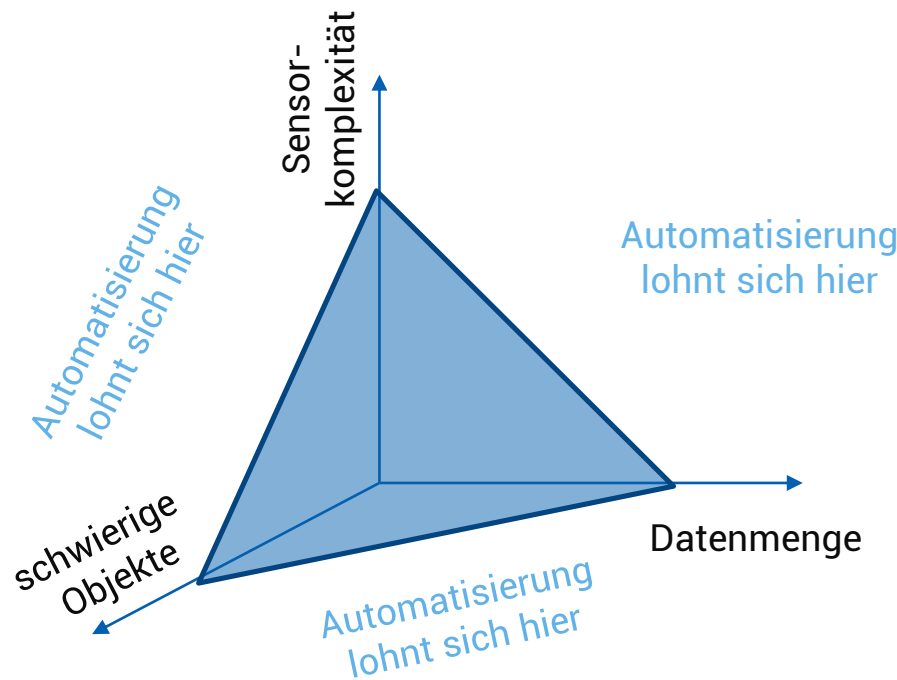 Sensor-
komplexität
Automatisierung
lohnt sich hier
Automatisierung
lohnt sich hier
schwierige
Objekte
Datenmenge
Automatisierung
lohnt sich hier